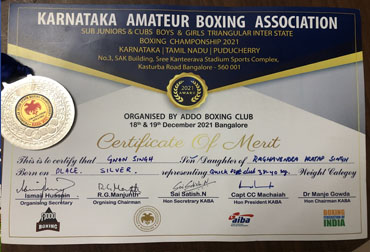 KARNATAKA AMATEUR BOXING ASSOCIATION
SUB JUNIORS & CUBS BOYS & GIRLS TRIANGULAR INTER STATE
BOXING CHAMPIONSHIP 2021
KARNATAKA | TAMIL NADU | PUDUCHERRY
No.3, SAK Building, Sree Kanteerava Stadium Sports Complex,
Kasturba Road Bangalore - 560 001
2021
AWARD
ORGANISED BY ADDO BOXING CLUB
18th & 19th December 2021 Bangalore
Certificate Of Merit
This is to certify that SINGH Son Daughter of RAGHAVENDRA PRATAP SINGH
Born on PLACE. SILVER, representing Weight Category
Ismail Hussain
Organising Secretary
R.G.Manjunth
Organising Chairman
Sai Satish.N
Hon Secretary KABA
Capt CC Machaiah
Hon President KABA
Dr Manje Gowda
Hon Chairman KABA
ADDO
BOXING
aiba
BOXING
FEDERATION
INDIA